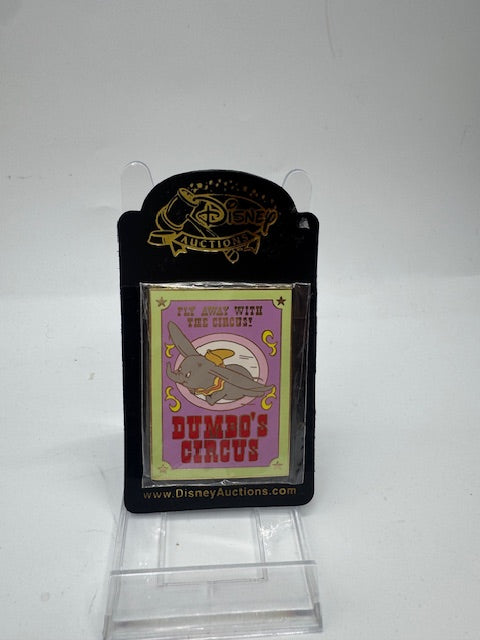 Disney
AUCTIONS
FLY AWAY WITH
THE CIRCUS!
DUMBO'S
CIRCUS
www.DisneyAuctions.com